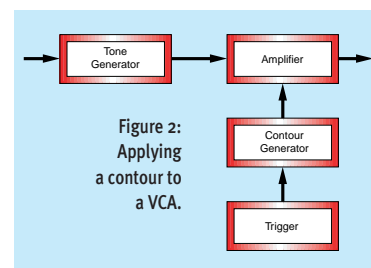 Tone
Generator
Amplifier
Figure 2:
Applying
a contour to
a VCA.
Contour
Generator
Trigger